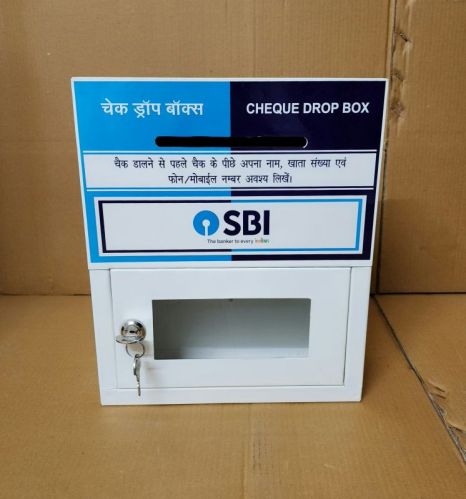 चेक ड्रॉप बॉक्स CHEQUE DROP BOX
चैक डालने से पहले चैक के पीछे अपना नाम, खाता संख्या एवं
फोन/मोबाईल नम्बर अवश्य लिखें।
SBI
The banker to every indian